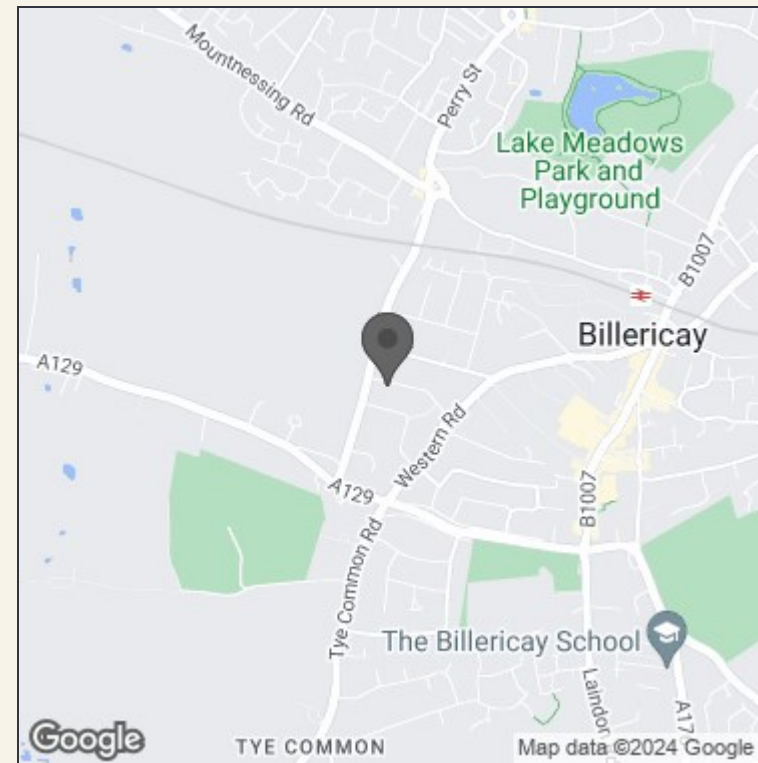 Mountnessing Rd
Perry St
Lake Meadows
Park and
Playground
B1007
Billericay
A129
Western Rd
A129
B1007
Tye Common Rd
The Billericay School
Laindon
A176
Google
TYE COMMON
Map data ©2024 Google